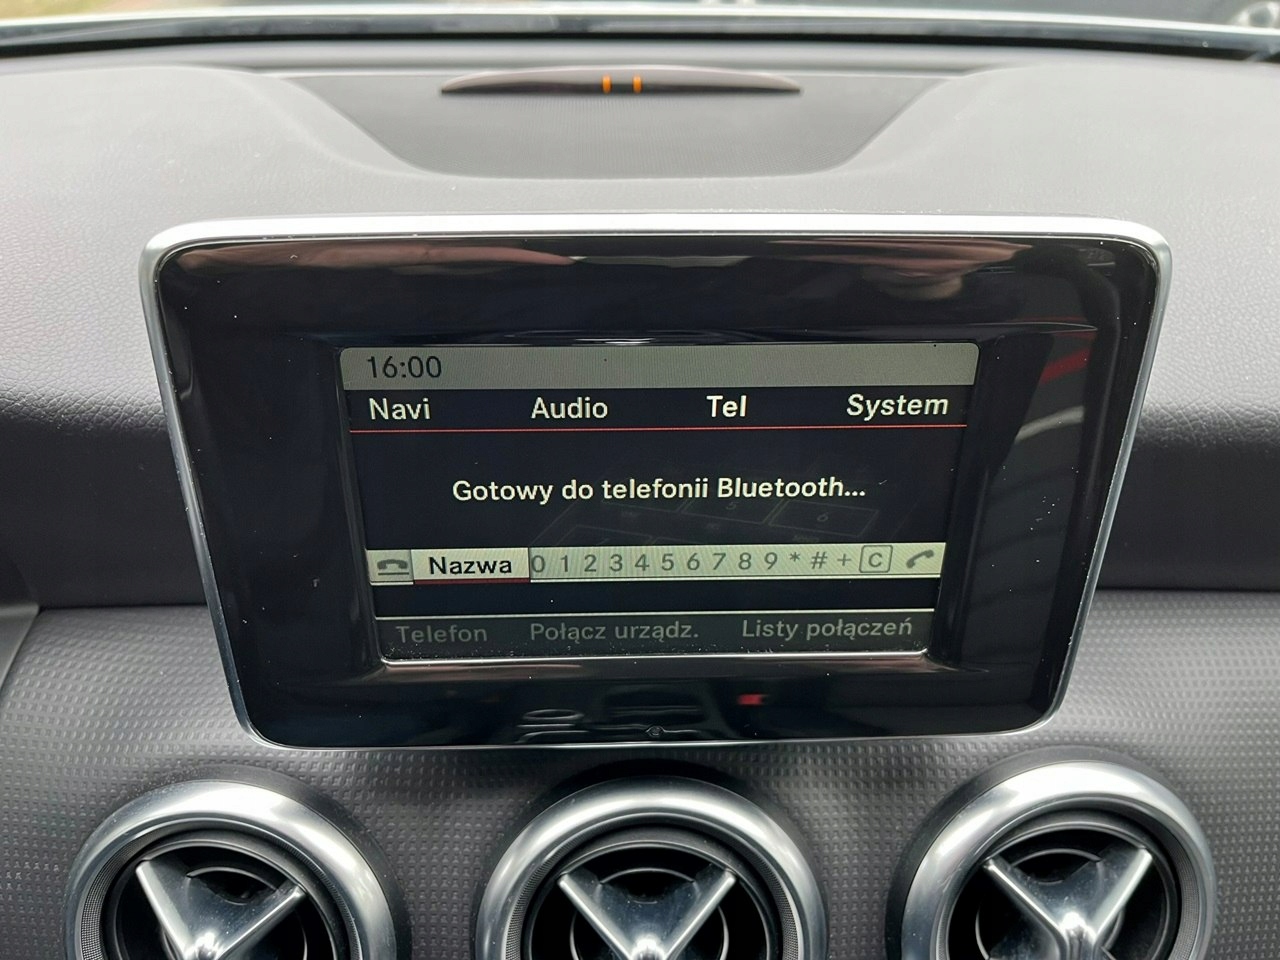 16:00
Navi Audio Tel System
Gotowy do telefonii Bluetooth...
Nazwa 0 1 2 3 4 5 6 7 8 9 * # + C
Telefon Połącz urządz. Listy połączeń